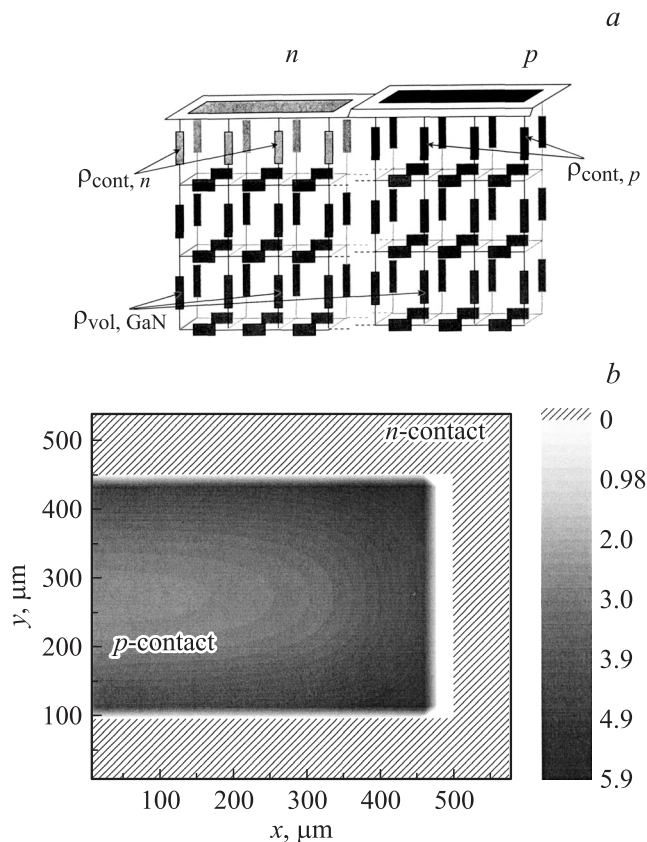 a
n
p
ρcont, n
ρcont, p
ρvol, GaN
b
n-contact
p-contact
0
0.98
2.0
3.0
3.9
4.9
5.9
500
400
300
200
100
y, μm
100
200
300
400
500
x, μm